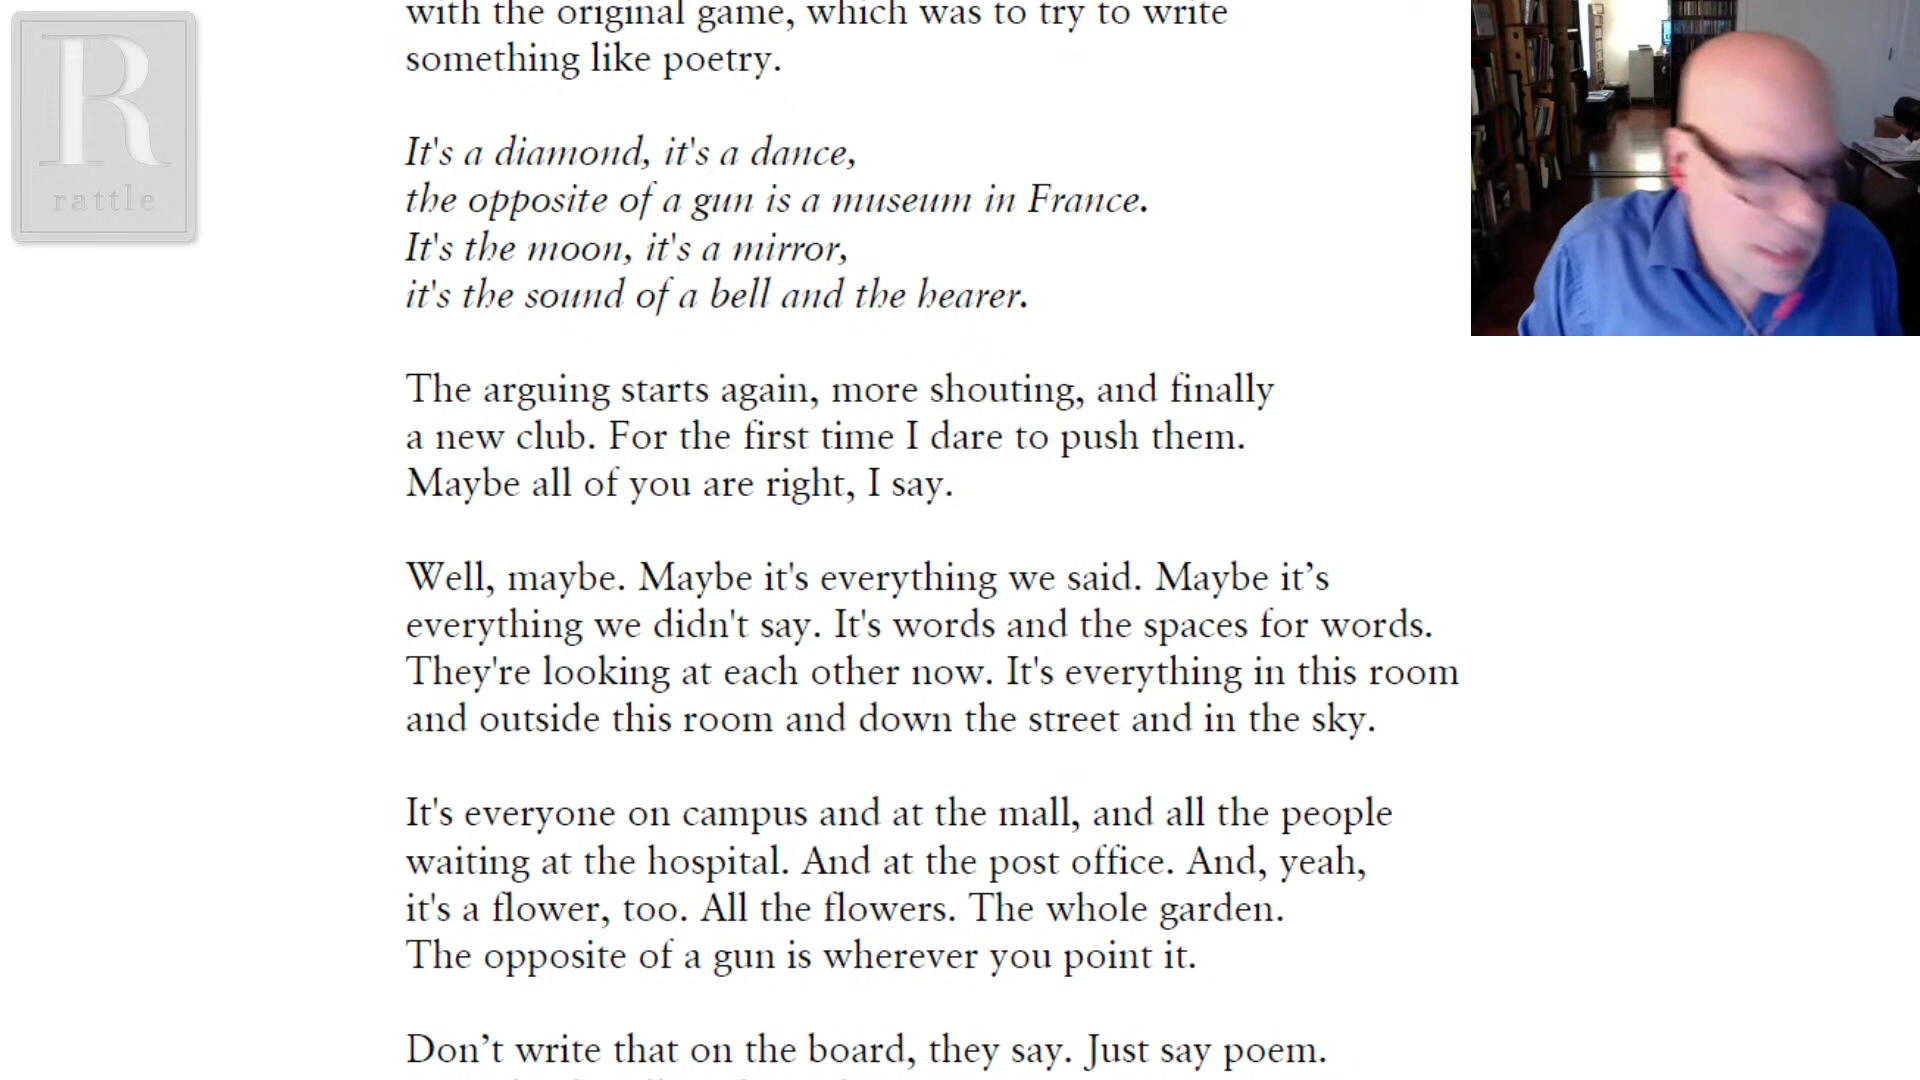 R
rattle
with the original game, which was to try to write
something like poetry.
It's a diamond, it's a dance,
the opposite of a gun is a museum in France.
It's the moon, it's a mirror,
it's the sound of a bell and the hearer.
The arguing starts again, more shouting, and finally
a new club. For the first time I dare to push them.
Maybe all of you are right, I say.
Well, maybe. Maybe it's everything we said. Maybe it’s
everything we didn't say. It's words and the spaces for words.
They're looking at each other now. It's everything in this room
and outside this room and down the street and in the sky.
It's everyone on campus and at the mall, and all the people
waiting at the hospital. And at the post office. And, yeah,
it's a flower, too. All the flowers. The whole garden.
The opposite of a gun is wherever you point it.
Don’t write that on the board, they say. Just say poem.